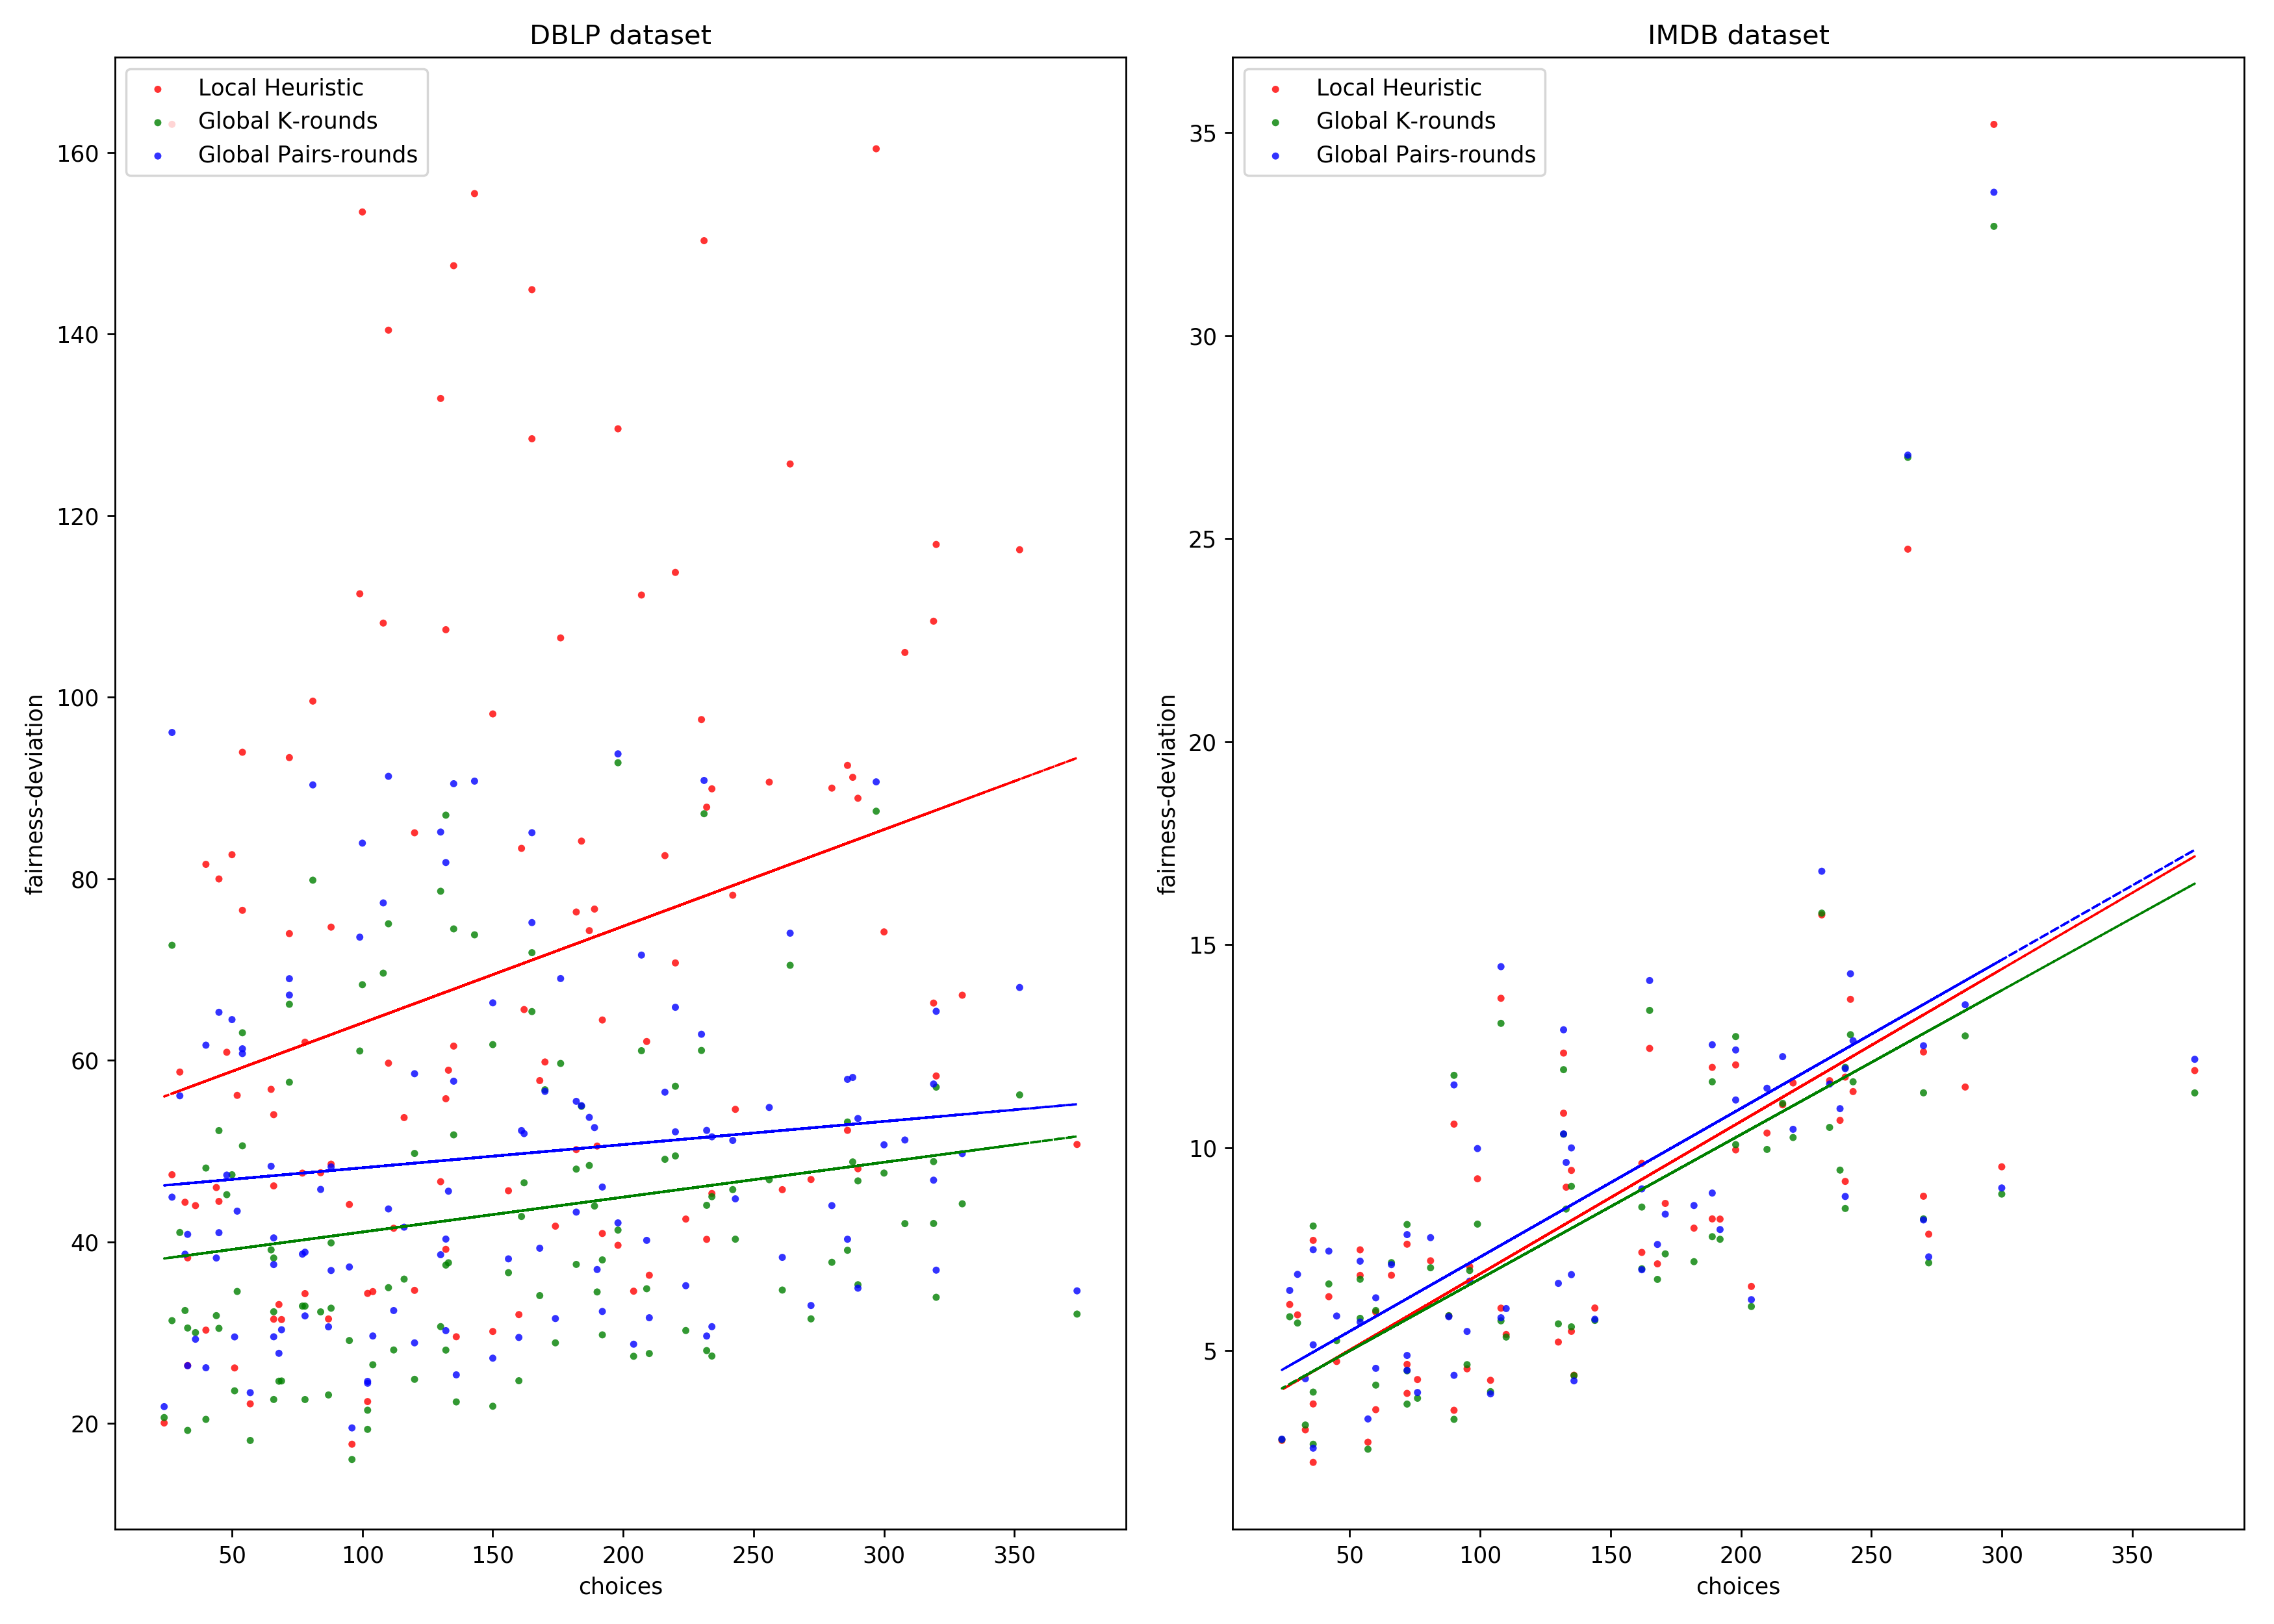 DBLP dataset
Local Heuristic
Global K-rounds
Global Pairs-rounds
160
140
120
100
80
60
40
20
fairness-deviation
50 100 150 200 250 300 350
choices
IMDB dataset
Local Heuristic
Global K-rounds
Global Pairs-rounds
35
30
25
20
15
10
5
fairness-deviation
50 100 150 200 250 300 350
choices